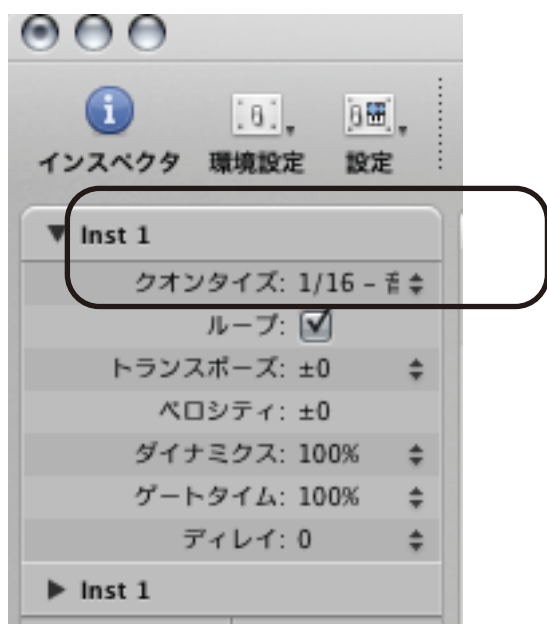 インスペクタ 環境設定 設定
Inst 1
クオンタイズ: 1/16 –
ループ:
トランスポーズ: ±0
ベロシティ: ±0
ダイナミクス: 100%
ゲートタイム: 100%
ディレイ: 0
Inst 1